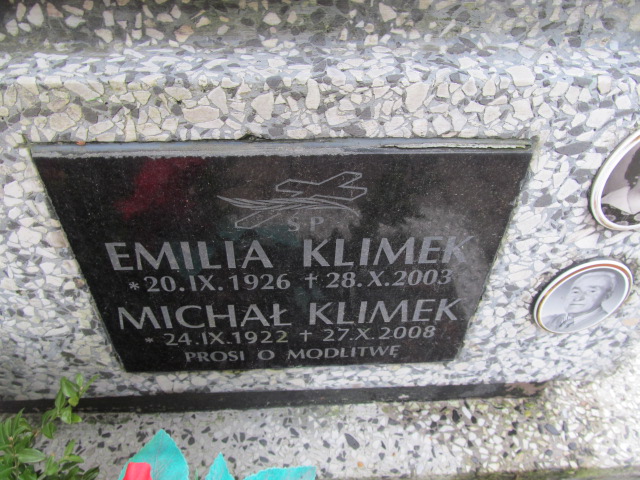 Ś P
EMILIA KLIMEK
*20.IX.1926 + 28.X.2003
MICHAŁ KLIMEK
* 24.IX.1922 + 27.X.2008
PROSI O MODLITWĘ